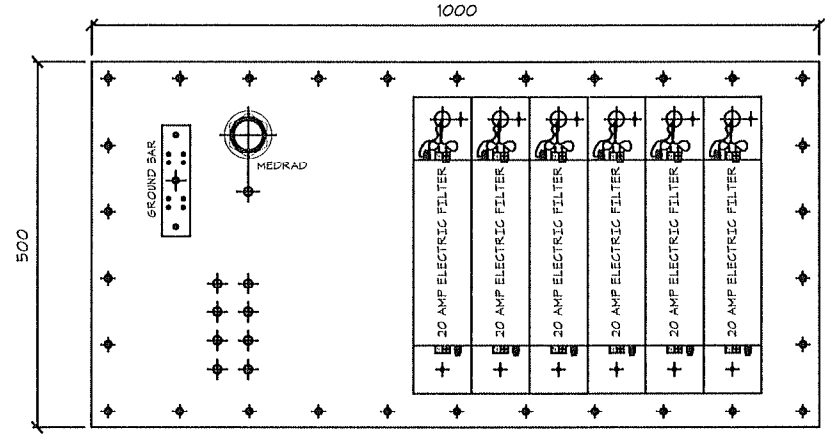 1000
500
GROUND BAR
MEDRAD
20 AMP ELECTRIC FILTER
20 AMP ELECTRIC FILTER
20 AMP ELECTRIC FILTER
20 AMP ELECTRIC FILTER
20 AMP ELECTRIC FILTER
20 AMP ELECTRIC FILTER